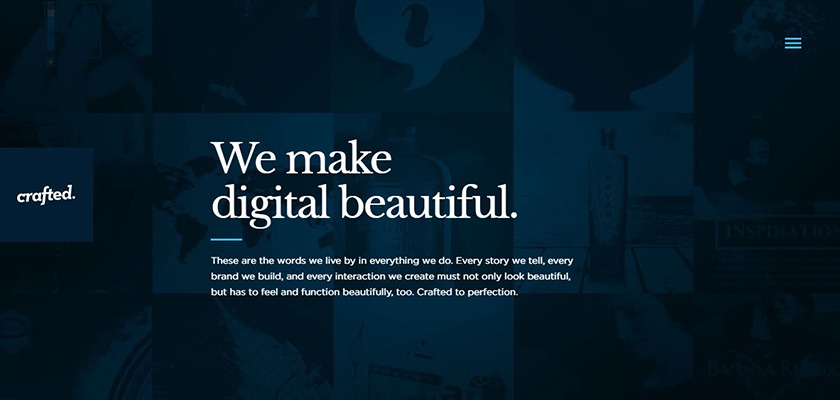 crafted.
We make
digital beautiful.
These are the words we live by in everything we do. Every story we tell, every
brand we build, and every interaction we create must not only look beautiful,
but has to feel and function beautifully, too. Crafted to perfection.
i
INSPIRATION